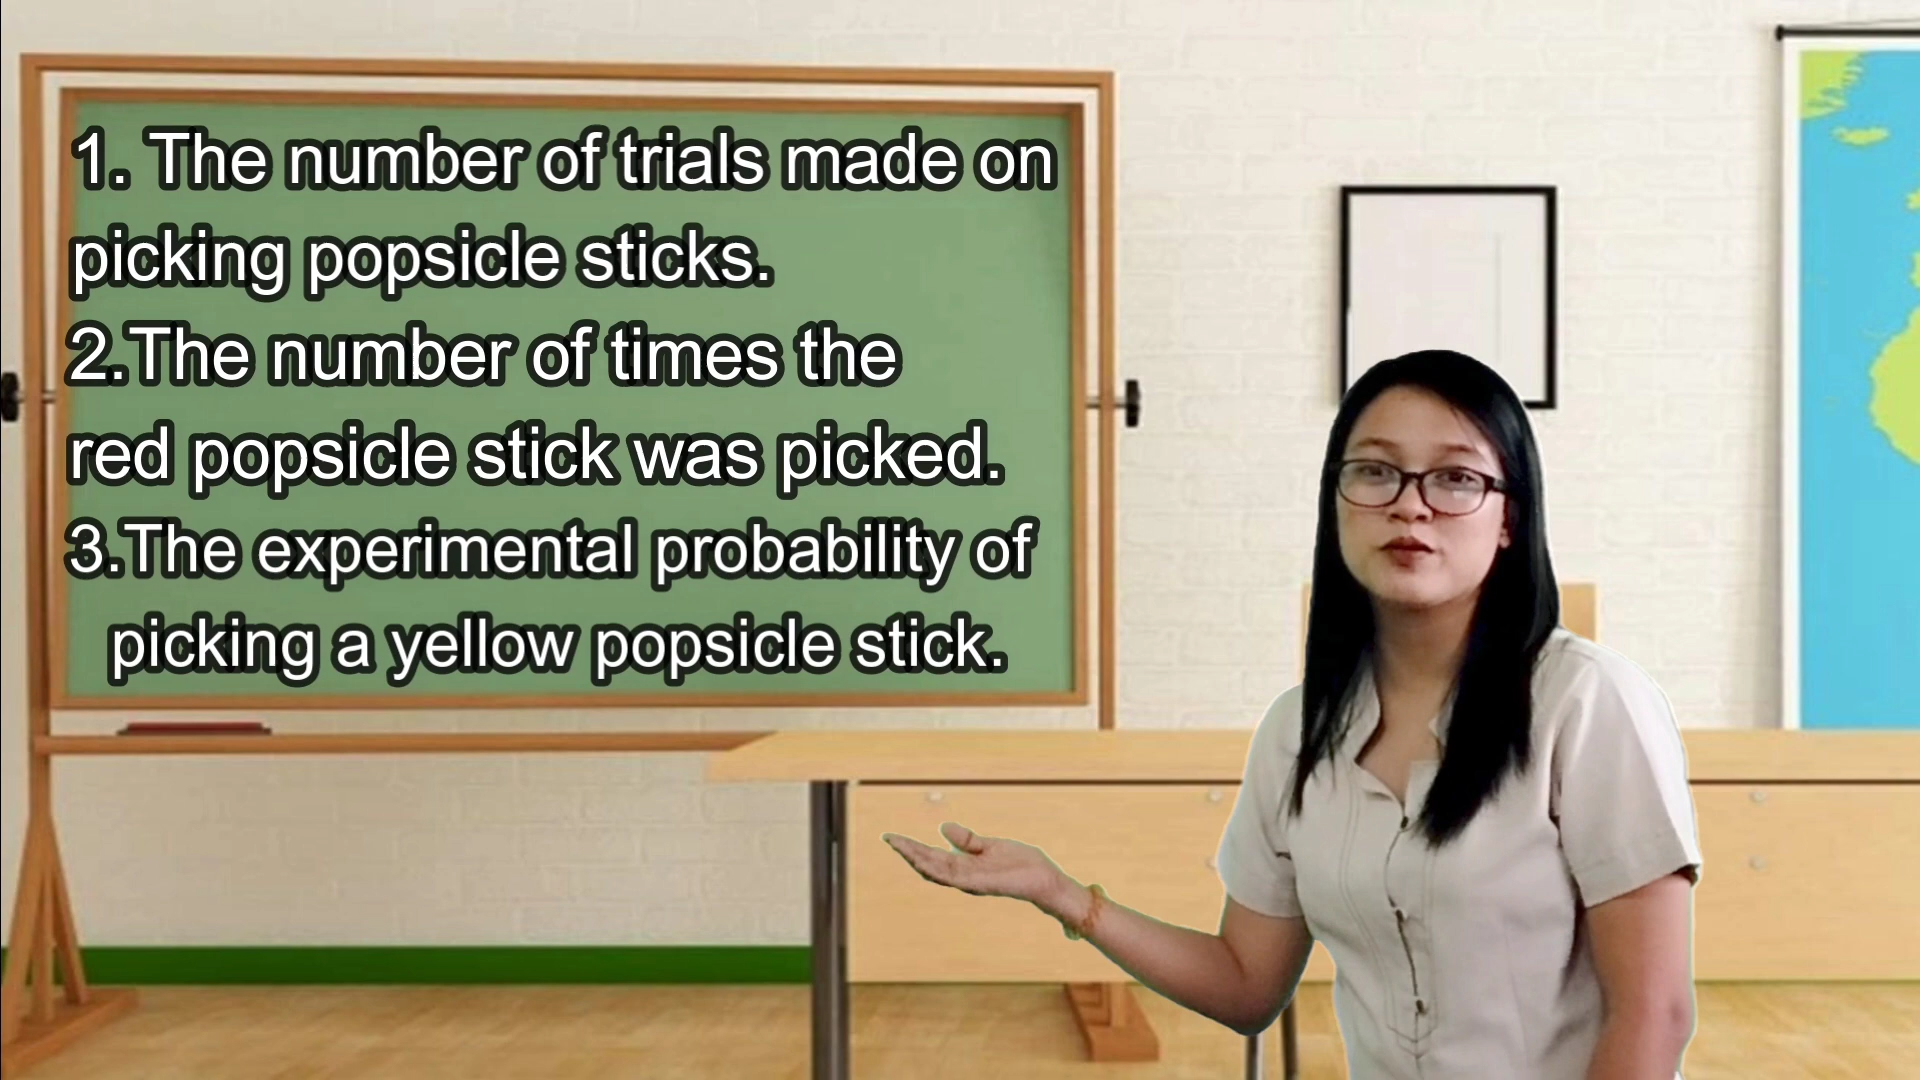 1. The number of trials made on
picking popsicle sticks.
2.The number of times the
red popsicle stick was picked.
3.The experimental probability of
picking a yellow popsicle stick.